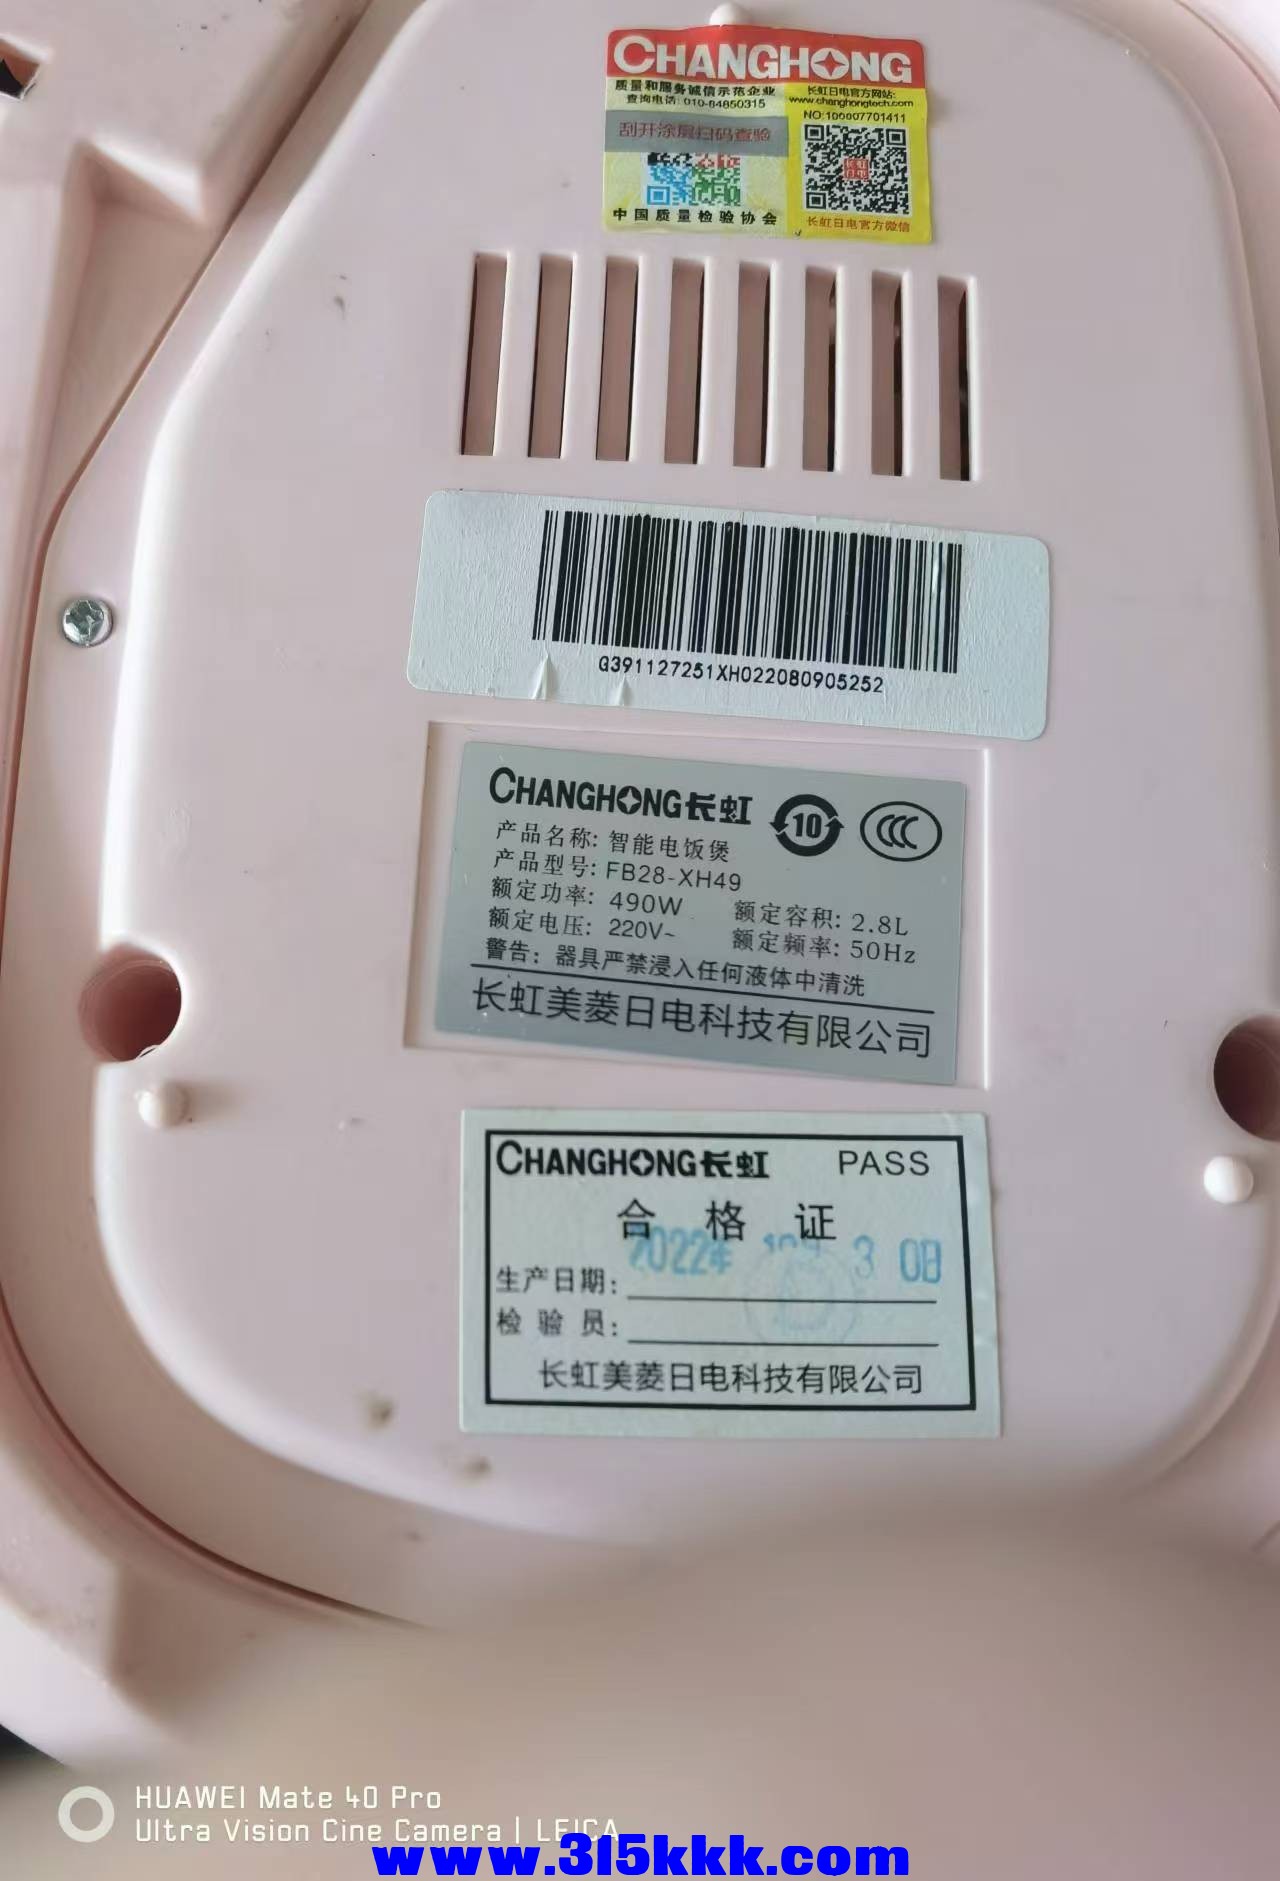 CHANGHONG
质量和服务诚信示范企业
查询电话: 010-84850315
刮开涂层扫码查验
中国质量检验协会
长虹日电官方网站:
www.changhongtech.com
NO:100007701411
长虹日电
长虹日电官方微信
G391127251XH022080905252
CHANGHONG长虹 10 CCC
产品名称: 智能电饭煲
产品型号: FB28-XH49
额定功率: 490W 额定容积: 2.8L
额定电压: 220V~ 额定频率: 50Hz
警告: 器具严禁浸入任何液体中清洗
长虹美菱日电科技有限公司
CHANGHONG长虹 PASS
合格证
生产日期: 2022年 3 0日
检验员:
长虹美菱日电科技有限公司
HUAWEI Mate 40 Pro
Ultra Vision Cine Camera | LEICA
www.315kkk.com